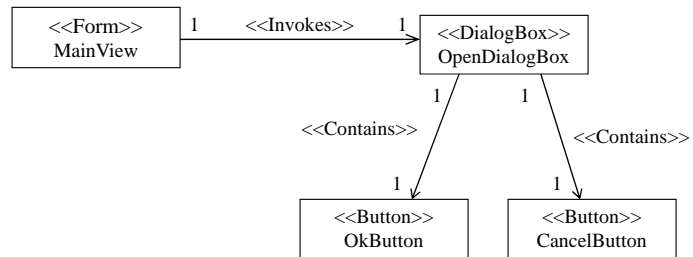 <<Form>>
MainView
1 <<Invokes>> 1
<<DialogBox>>
OpenDialogBox
1 1
<<Contains>>
<<Contains>>
1 1
<<Button>>
OkButton
<<Button>>
CancelButton